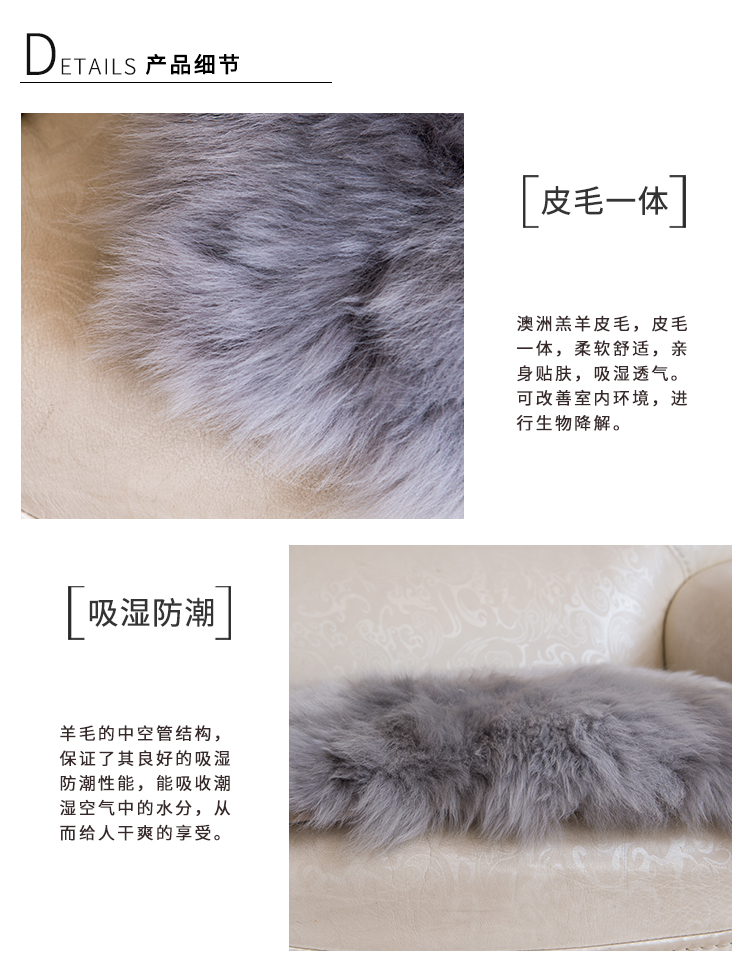 DETAILS 产品细节
皮毛一体
澳洲羔羊皮毛，皮毛
一体，柔软舒适，亲
身贴肤，吸湿透气。
可改善室内环境，进
行生物降解。
吸湿防潮
羊毛的中空管结构，
保证了其良好的吸湿
防潮性能，能吸收潮
湿空气中的水分，从
而给人干爽的享受。